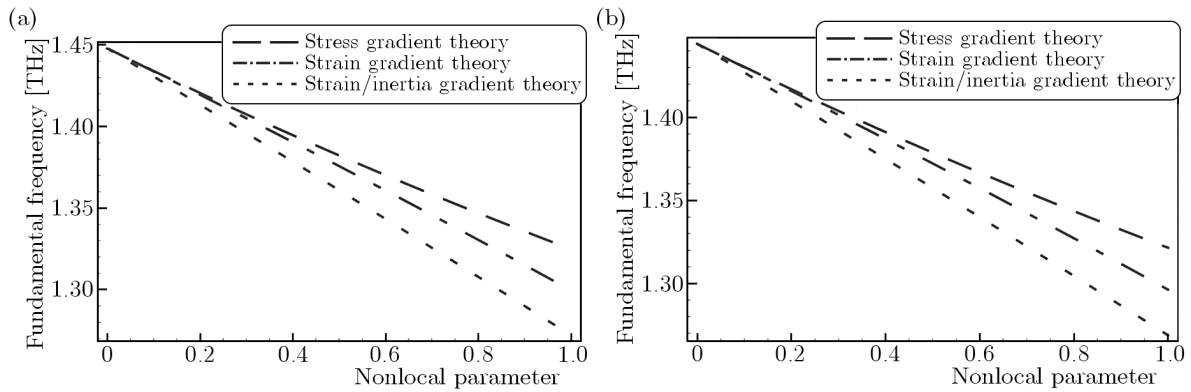 (a)
Fundamental frequency [THz]
1.45
1.40
1.35
1.30
Stress gradient theory
Strain gradient theory
Strain/inertia gradient theory
0 0.2 0.4 0.6 0.8 1.0
Nonlocal parameter
(b)
Fundamental frequency [THz]
1.40
1.35
1.30
Stress gradient theory
Strain gradient theory
Strain/inertia gradient theory
0 0.2 0.4 0.6 0.8 1.0
Nonlocal parameter